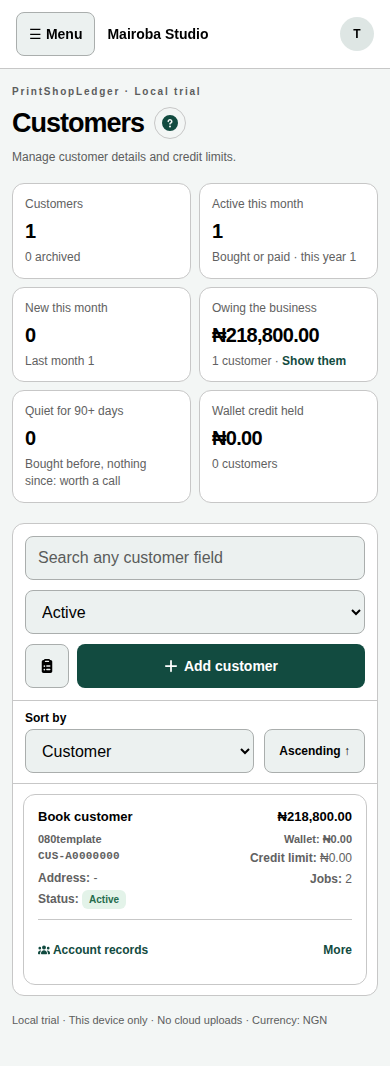 ☰ Menu
Mairoba Studio
T
PrintShopLedger · Local trial
Customers
?
Manage customer details and credit limits.
Customers
1
0 archived
Active this month
1
Bought or paid · this year 1
New this month
0
Last month 1
Owing the business
₦218,800.00
1 customer · Show them
Quiet for 90+ days
0
Bought before, nothing
since: worth a call
Wallet credit held
₦0.00
0 customers
Search any customer field
Active
+ Add customer
Sort by
Customer
Ascending ↑
Book customer
₦218,800.00
080template
Wallet: ₦0.00
CUS-A0000000
Credit limit: ₦0.00
Address: -
Jobs: 2
Status: Active
Account records
More
Local trial · This device only · No cloud uploads · Currency: NGN